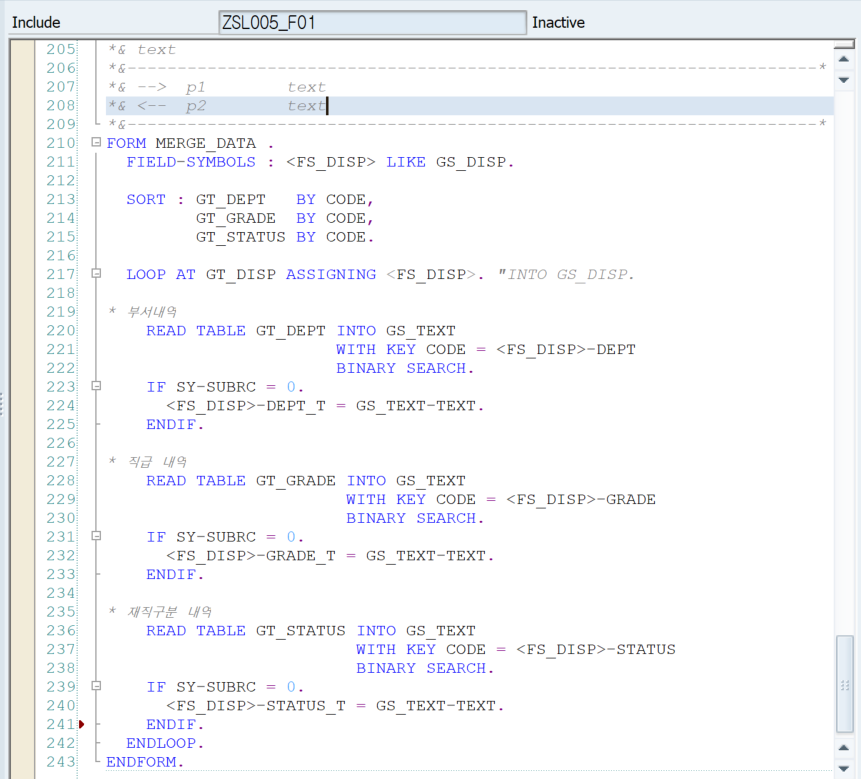 Include ZSL005_F01 Inactive
205 *& text
206 *&---------------------------------------------------------------------*
207 *& -->  p1        text
208 *& <--  p2        text
209 *&---------------------------------------------------------------------*
210 FORM MERGE_DATA .
211   FIELD-SYMBOLS : <FS_DISP> LIKE GS_DISP.
212
213   SORT : GT_DEPT   BY CODE,
214          GT_GRADE  BY CODE,
215          GT_STATUS BY CODE.
216
217   LOOP AT GT_DISP ASSIGNING <FS_DISP>. "INTO GS_DISP.
218
219 * 부서내역
220     READ TABLE GT_DEPT INTO GS_TEXT
221                        WITH KEY CODE = <FS_DISP>-DEPT
222                        BINARY SEARCH.
223     IF SY-SUBRC = 0.
224       <FS_DISP>-DEPT_T = GS_TEXT-TEXT.
225     ENDIF.
226
227 * 직급 내역
228     READ TABLE GT_GRADE INTO GS_TEXT
229                         WITH KEY CODE = <FS_DISP>-GRADE
230                         BINARY SEARCH.
231     IF SY-SUBRC = 0.
232       <FS_DISP>-GRADE_T = GS_TEXT-TEXT.
233     ENDIF.
234
235 * 재직구분 내역
236     READ TABLE GT_STATUS INTO GS_TEXT
237                          WITH KEY CODE = <FS_DISP>-STATUS
238                          BINARY SEARCH.
239     IF SY-SUBRC = 0.
240       <FS_DISP>-STATUS_T = GS_TEXT-TEXT.
241     ENDIF.
242   ENDLOOP.
243 ENDFORM.